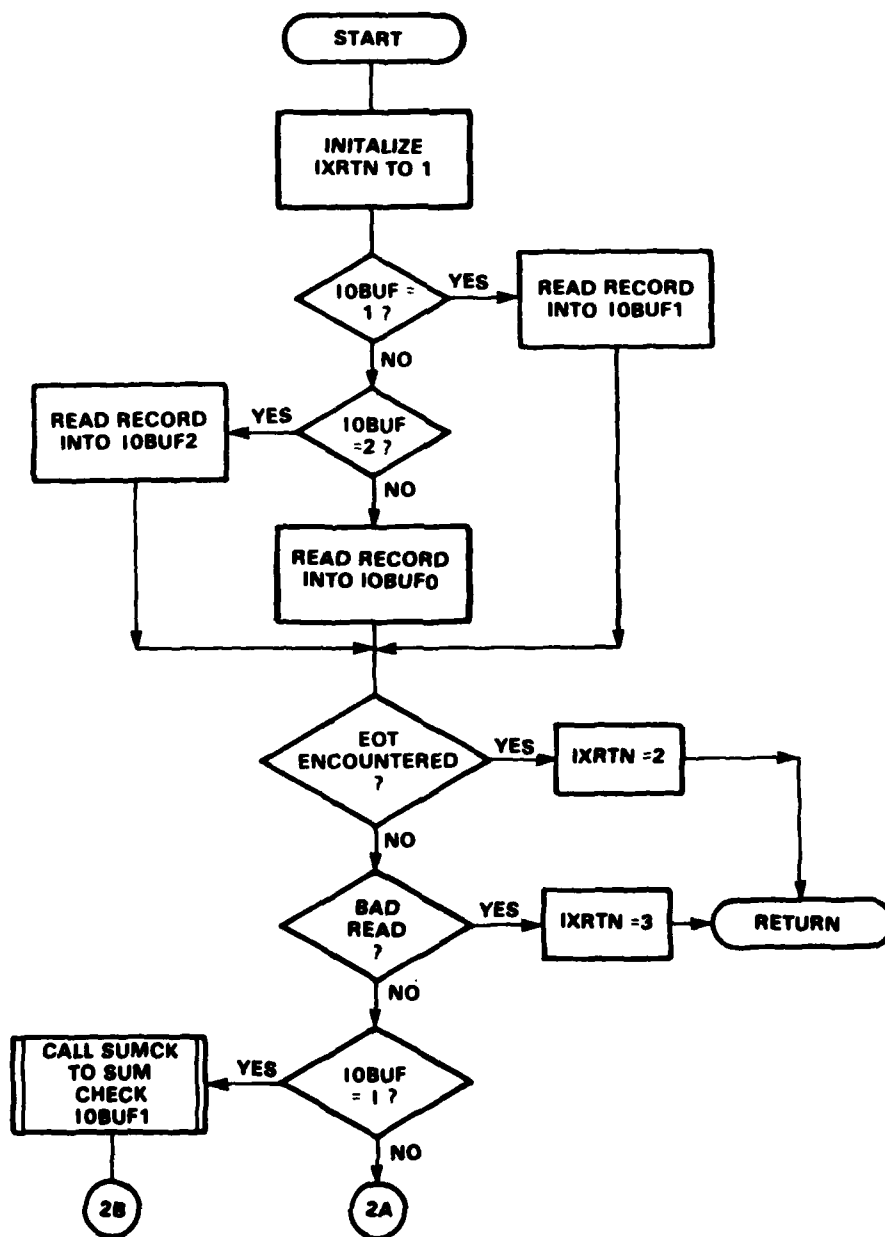 START
INITALIZE
IXRTN TO 1
IOBUF =
1 ?
YES
READ RECORD
INTO IOBUF1
NO
READ RECORD
INTO IOBUF2
YES
IOBUF
=2 ?
NO
READ RECORD
INTO IOBUF0
EOT
ENCOUNTERED
?
YES
IXRTN =2
NO
BAD
READ
?
YES
IXRTN =3
RETURN
NO
CALL SUMCK
TO SUM
CHECK
IOBUF1
YES
IOBUF
= 1 ?
NO
2B
2A